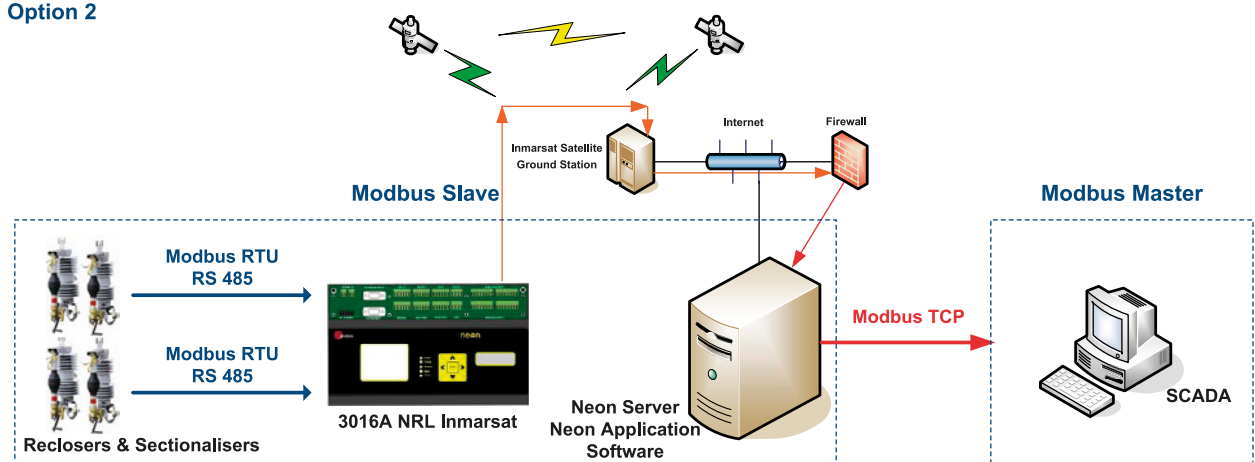 Option 2
Internet
Firewall
Inmarsat Satellite
Ground Station
Modbus Slave
Modbus Master
Modbus RTU
RS 485
Modbus RTU
RS 485
neon
Modbus TCP
3016A NRL Inmarsat
Reclosers & Sectionalisers
Neon Server
Neon Application
Software
SCADA